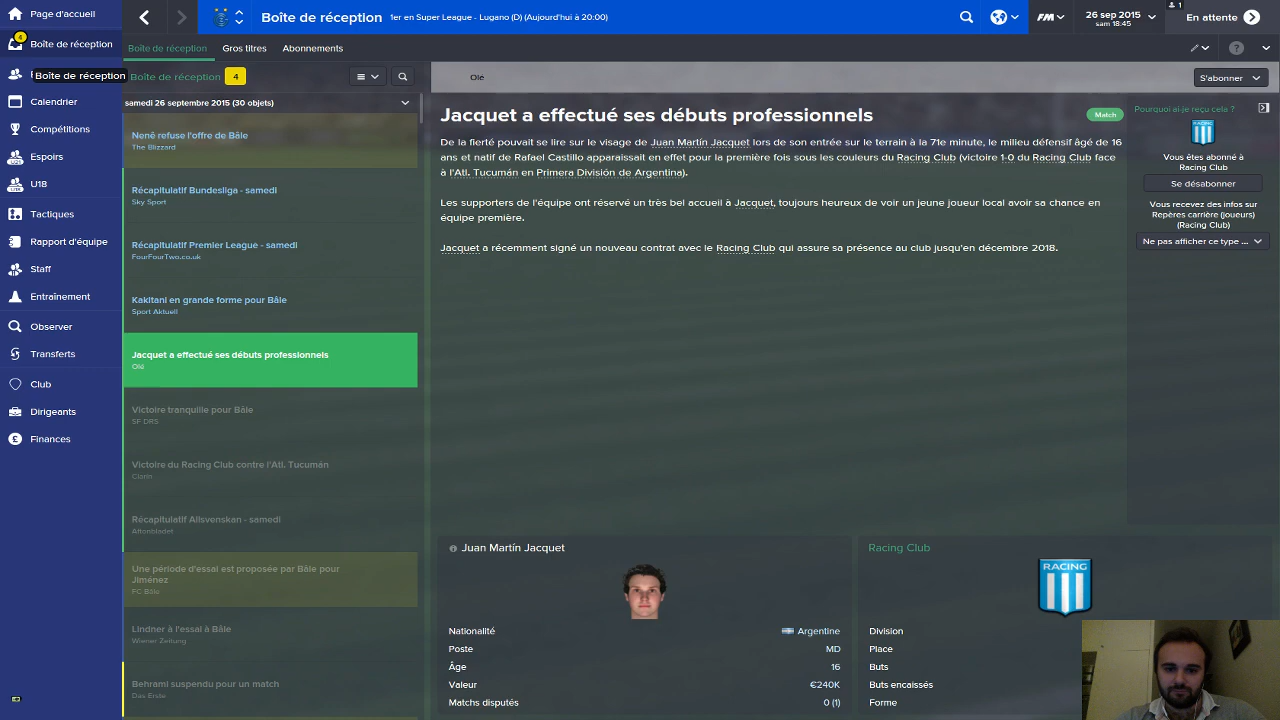 Page d'accueil
4
Boîte de réception
Boîte de réception
Calendrier
Compétitions
Espoirs
U18
Tactiques
Rapport d'équipe
Staff
Entraînement
Observer
Transferts
Club
Dirigeants
Finances
Boîte de réception
1er en Super League - Lugano (D) (Aujourd'hui à 20:00)
FM
26 sep 2015
sam 18:45
1
En attente
Boîte de réception
Gros titres
Abonnements
?
Boîte de réception
4
samedi 26 septembre 2015 (30 objets)
Nenê refuse l'offre de Bâle
The Blizzard
Récapitulatif Bundesliga - samedi
Sky Sport
Récapitulatif Premier League - samedi
FourFourTwo.co.uk
Kakitani en grande forme pour Bâle
Sport Aktuell
Jacquet a effectué ses débuts professionnels
Olé
Victoire tranquille pour Bâle
SF DRS
Victoire du Racing Club contre l'Atl. Tucumán
Clarín
Récapitulatif Allsvenskan - samedi
Aftonbladet
Une période d'essai est proposée par Bâle pour
Jiménez
FC Bâle
Lindner à l'essai à Bâle
Wiener Zeitung
Behrami suspendu pour un match
Das Erste
Olé
S'abonner
Jacquet a effectué ses débuts professionnels
Match
De la fierté pouvait se lire sur le visage de Juan Martín Jacquet lors de son entrée sur le terrain à la 71e minute, le milieu défensif âgé de 16
ans et natif de Rafael Castillo apparaissait en effet pour la première fois sous les couleurs du Racing Club (victoire 1-0 du Racing Club face
à l'Atl. Tucumán en Primera División de Argentina).
Les supporters de l'équipe ont réservé un très bel accueil à Jacquet, toujours heureux de voir un jeune joueur local avoir sa chance en
équipe première.
Jacquet a récemment signé un nouveau contrat avec le Racing Club qui assure sa présence au club jusqu'en décembre 2018.
Pourquoi ai-je reçu cela ?
RACING
Vous êtes abonné à
Racing Club
Se désabonner
Vous recevez des infos sur
Repères carrière (joueurs)
(Racing Club)
Ne pas afficher ce type ...
Juan Martín Jacquet
Nationalité Argentine
Poste MD
Âge 16
Valeur €240K
Matchs disputés 0 (1)
Racing Club
RACING
Division
Place
Buts
Buts encaissés
Forme